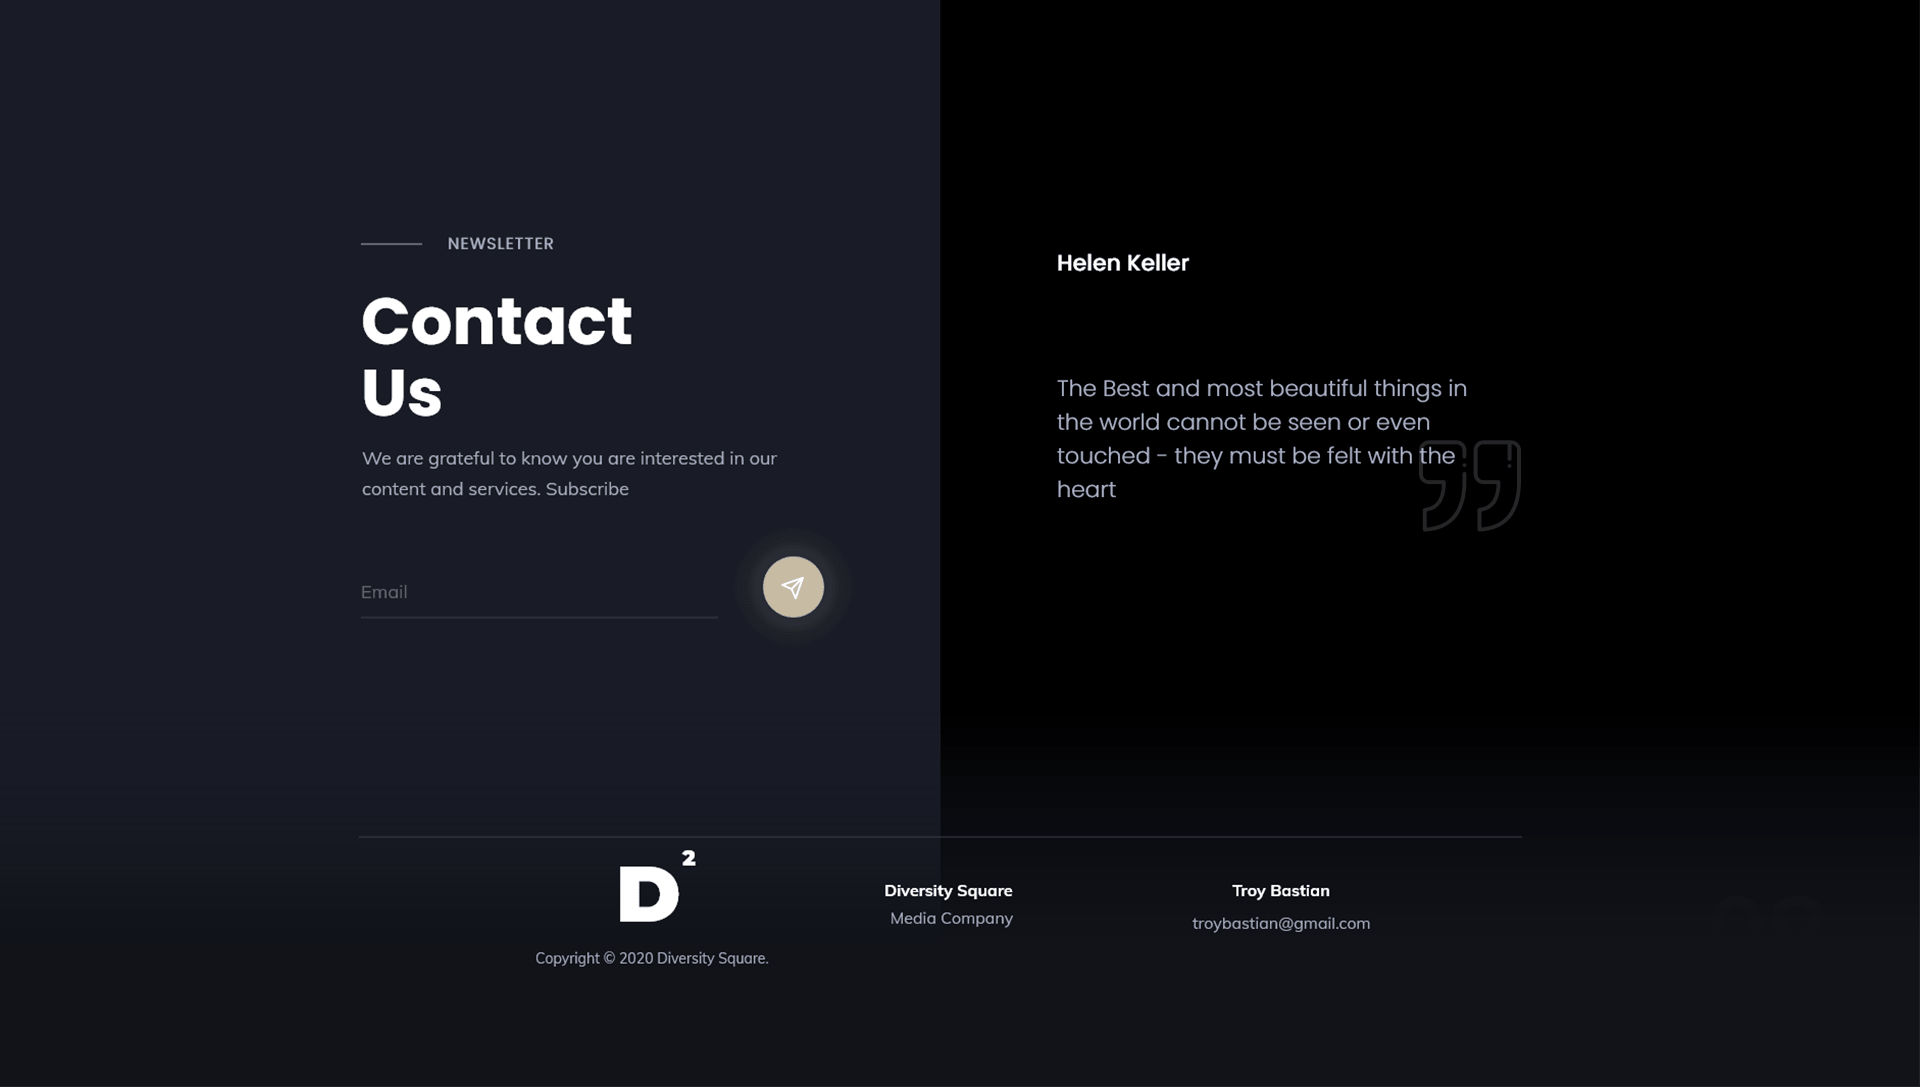 NEWSLETTER
Contact
Us
We are grateful to know you are interested in our
content and services. Subscribe
Email
Helen Keller
The Best and most beautiful things in
the world cannot be seen or even
touched - they must be felt with the
heart
D²
Copyright © 2020 Diversity Square.
Diversity Square
Media Company
Troy Bastian
troybastian@gmail.com